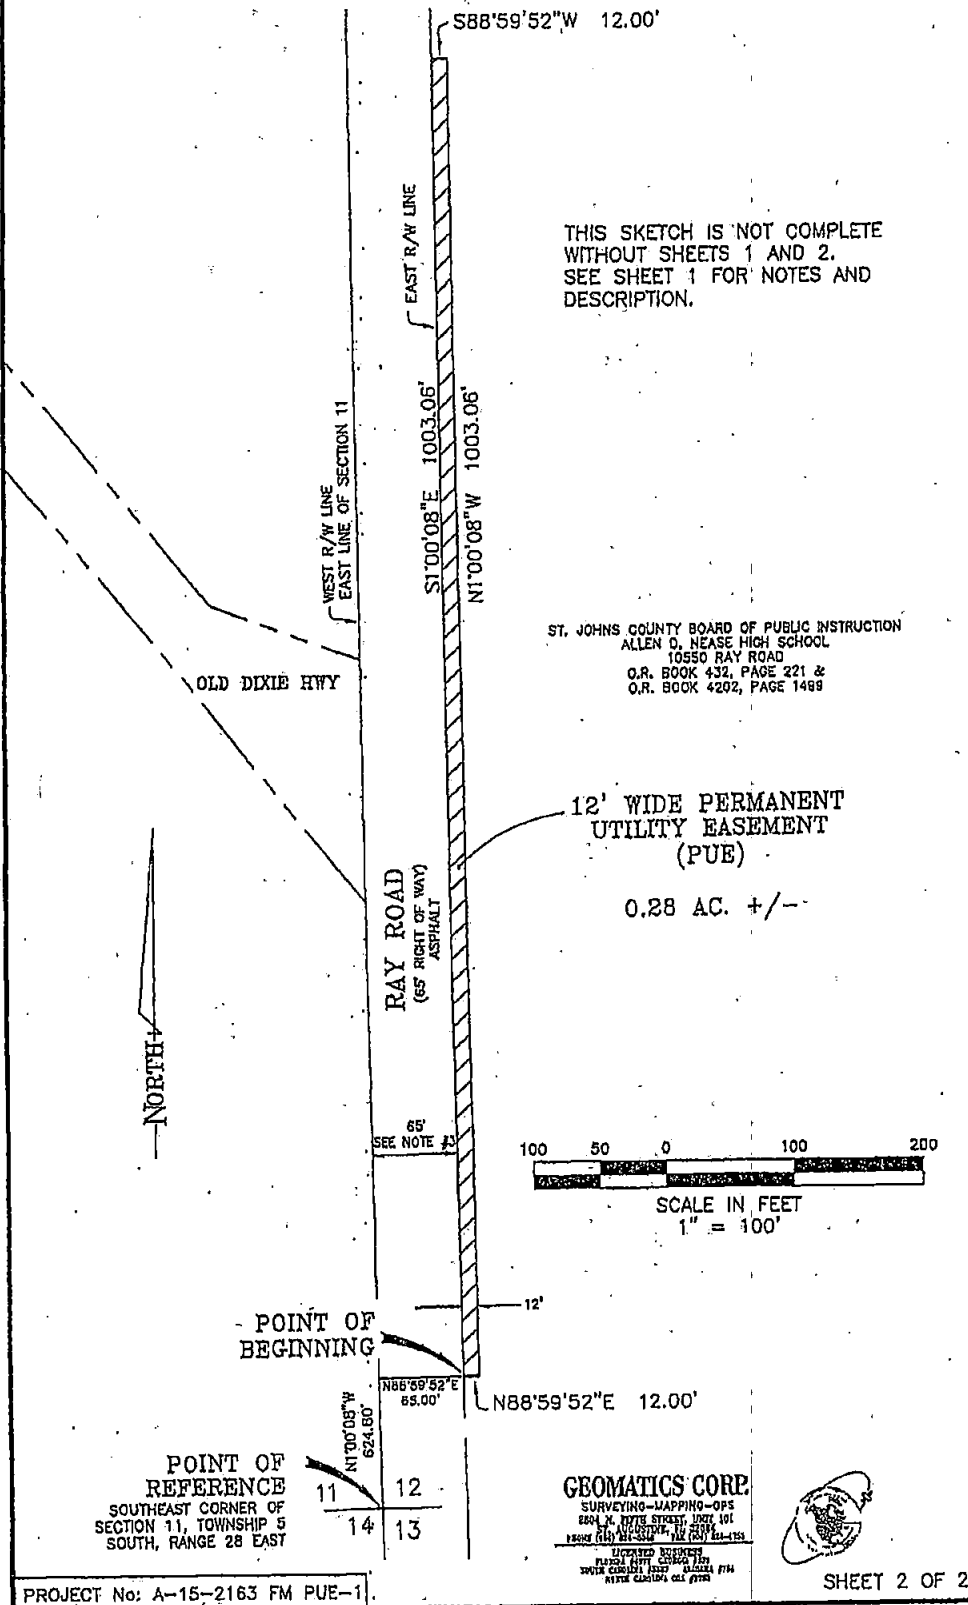 S88°59'52"W 12.00'
EAST R/W LINE
THIS SKETCH IS NOT COMPLETE
WITHOUT SHEETS 1 AND 2.
SEE SHEET 1 FOR NOTES AND
DESCRIPTION.
WEST R/W LINE
EAST LINE OF SECTION 11
S1°00'08"E 1003.06'
N1°00'08"W 1003.06'
ST. JOHNS COUNTY BOARD OF PUBLIC INSTRUCTION
ALLEN D. NEASE HIGH SCHOOL
10550 RAY ROAD
O.R. BOOK 432, PAGE 221 &
O.R. BOOK 4202, PAGE 1499
OLD DIXIE HWY
12' WIDE PERMANENT
UTILITY EASEMENT
(PUE)
0.28 AC. +/-
RAY ROAD
(65' RIGHT OF WAY)
ASPHALT
NORTH
65'
SEE NOTE #3
100 50 0 100 200
SCALE IN FEET
1" = 100'
12'
POINT OF
BEGINNING
N88°59'52"E
65.00'
N88°59'52"E 12.00'
N1°00'08"W
624.60'
POINT OF
REFERENCE
SOUTHEAST CORNER OF
SECTION 11, TOWNSHIP 5
SOUTH, RANGE 28 EAST
11 12
14 13
GEOMATICS CORP.
SURVEYING-MAPPING-GPS
LICENSED BUSINESS
PROJECT No: A-15-2163 FM PUE-1
SHEET 2 OF 2